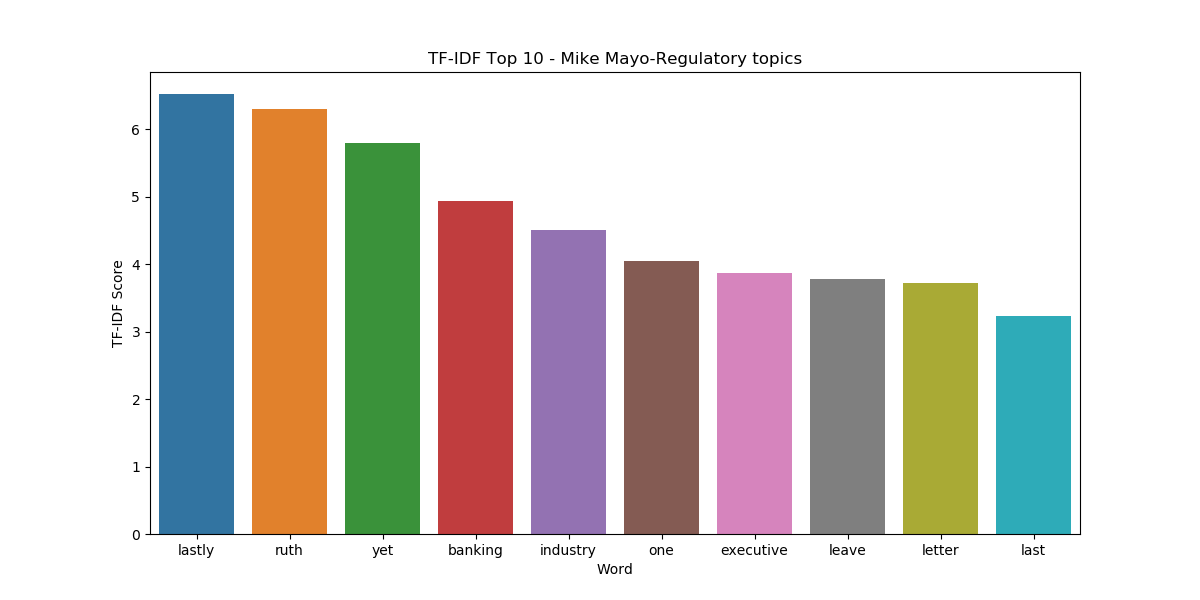 TF-IDF Top 10 - Mike Mayo-Regulatory topics
TF-IDF Score
6
5
4
3
2
1
0
lastly ruth yet banking industry one executive leave letter last
Word